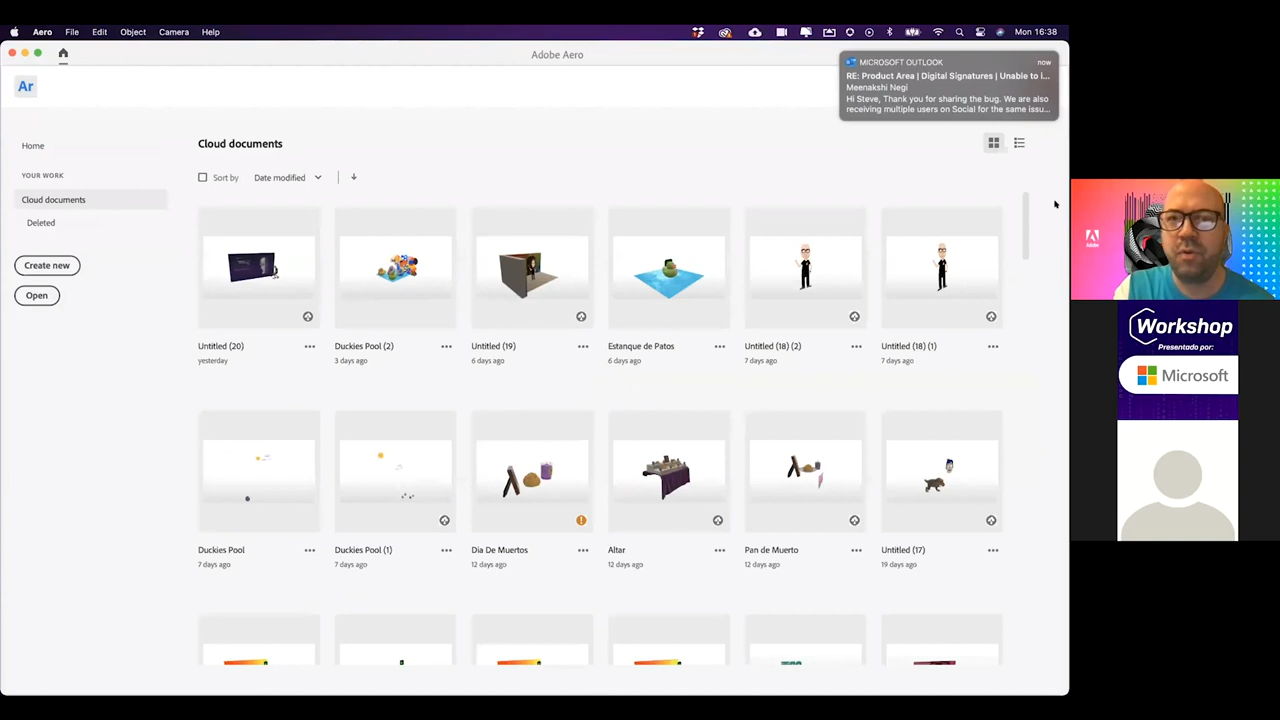 Aero File Edit Object Camera Help
Mon 16:38
Adobe Aero
MICROSOFT OUTLOOK now
RE: Product Area | Digital Signatures | Unable to i...
Meenakshi Negi
Hi Steve, Thank you for sharing the bug. We are also
receiving multiple users on Social for the same issu...
Ar
Home
YOUR WORK
Cloud documents
Deleted
Create new
Open
Cloud documents
Sort by Date modified
Untitled (20)
yesterday
Duckies Pool (2)
3 days ago
Untitled (19)
6 days ago
Estanque de Patos
6 days ago
Untitled (18) (2)
7 days ago
Untitled (18) (1)
7 days ago
Duckies Pool
7 days ago
Duckies Pool (1)
7 days ago
Día De Muertos
12 days ago
Altar
12 days ago
Pan de Muerto
12 days ago
Untitled (17)
19 days ago
Adobe
Workshop
Presentado por:
Microsoft